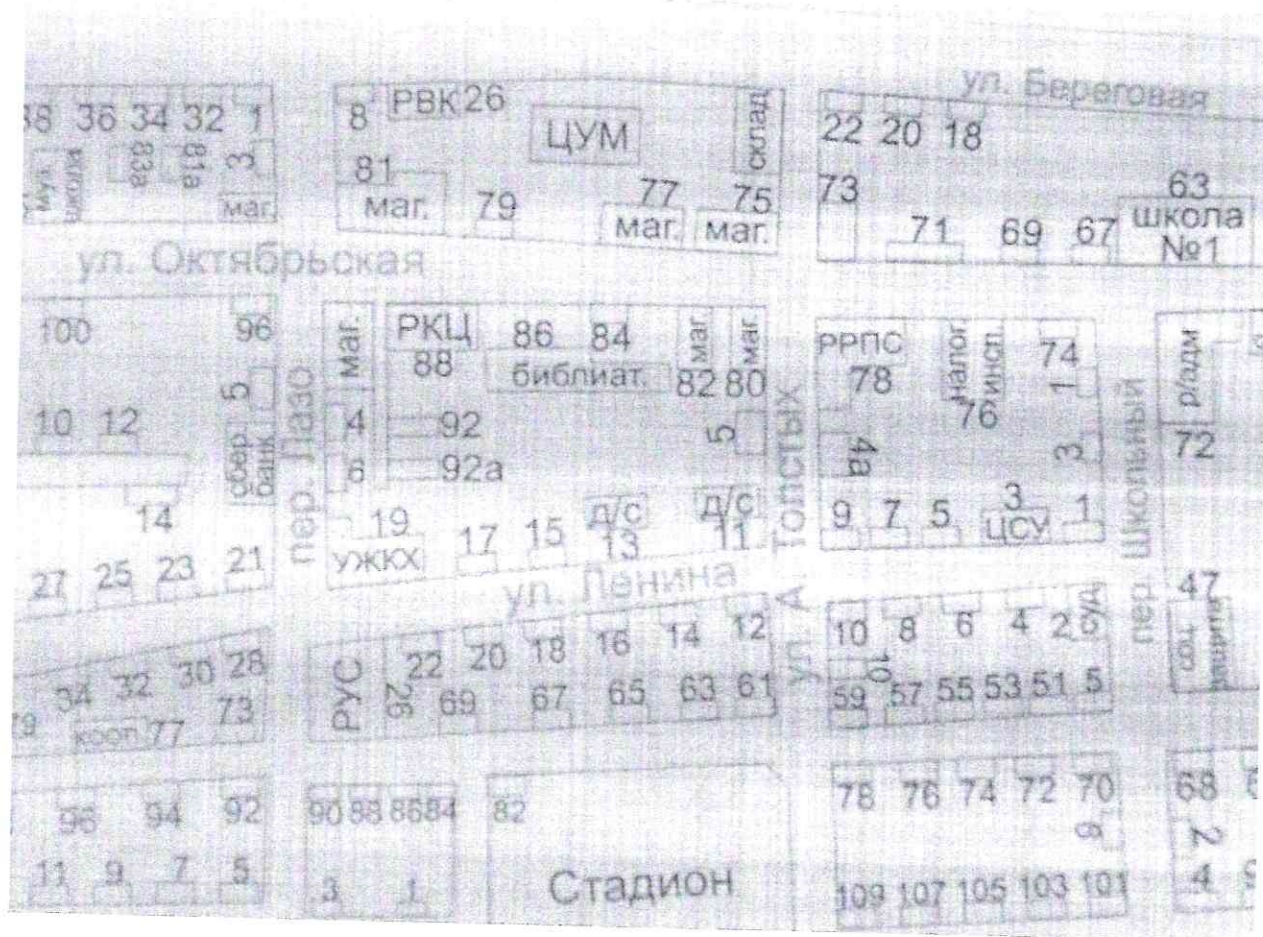 ул. Береговая
38 36 34 32 1
8 РВК 26
ЦУМ
склад
22 20 18
муз. школа
83а 81а 3
маг.
81
маг.
79
77
маг.
75
маг.
73
71 69 67
63
школа
№1
ул. Октябрьская
100 96
маг.
РКЦ
88
86 84
библиат.
маг.
82
маг.
80
РРПС
78
налог. инсп.
76
74
1
р/адм
72
10 12
5
сбер банк
пер. Лазо
4
6
92
92а
5
ул. А Толстых
4а
3
пер Школьный
14
27 25 23 21
19
УЖКХ
17 15
д/с
13
д/с
11
9 7 5
3
ЦСУ
1
ул. Ленина
47
соц защита
34 32 30 28
РУС
26
22 20 18 16 14 12
10 8 6 4 2
суд
10
79
кооп.
77 73
69 67 65 63 61
59 57 55 53 51 5
96 94 92
90 88 86 84
82
78 76 74 72 70
8
68
2
11 9 7 5
3 1
Стадион
109 107 105 103 101
4